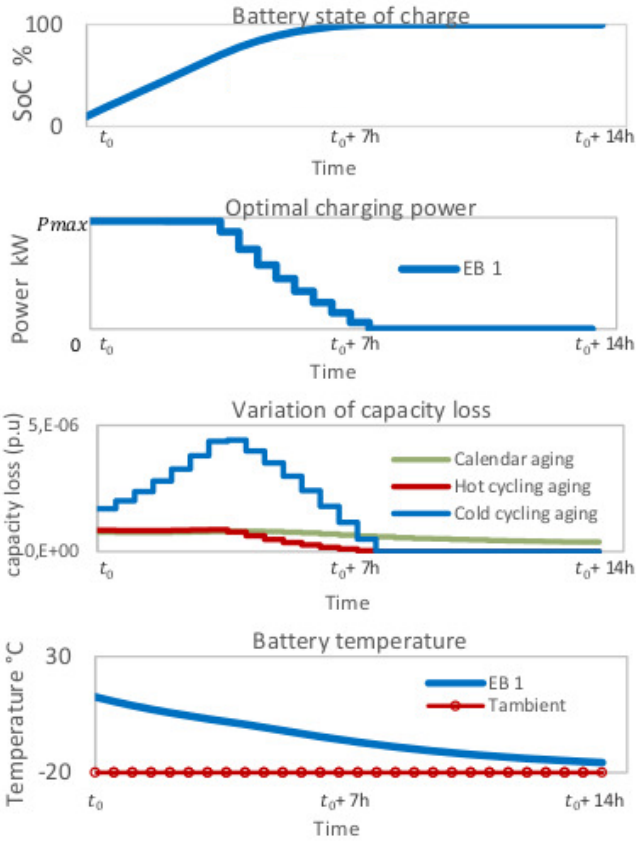 Battery state of charge
100
SoC %
0
t₀
t₀+ 7h
t₀+ 14h
Time
Optimal charging power
Pmax
Power kW
EB 1
0
t₀
t₀+ 7h
t₀+ 14h
Time
Variation of capacity loss
5,E-06
capacity loss (p.u)
Calendar aging
Hot cycling aging
Cold cycling aging
0,E+00
t₀
t₀+ 7h
t₀+ 14h
Time
Battery temperature
30
Temperature °C
EB 1
Tambient
-20
t₀
t₀+ 7h
t₀+ 14h
Time